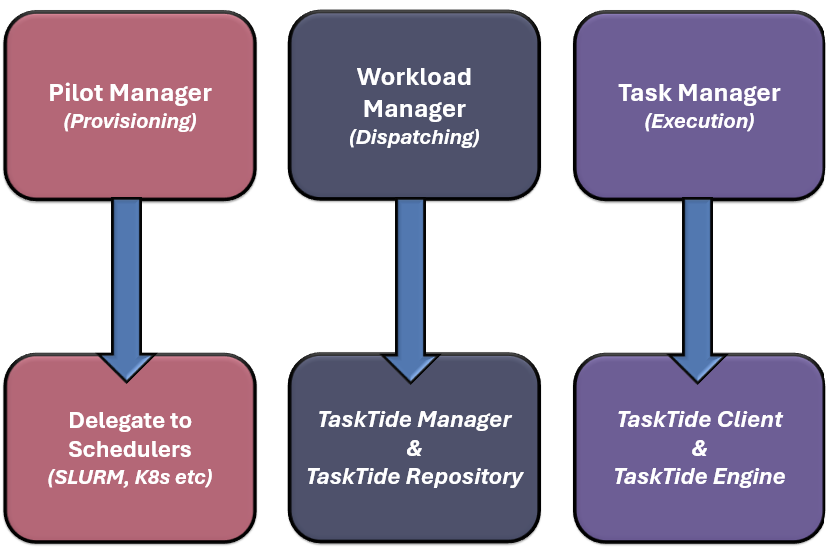 Pilot Manager
(Provisioning)
Workload
Manager
(Dispatching)
Task Manager
(Execution)
Delegate to
Schedulers
(SLURM, K8s etc)
TaskTide Manager
&
TaskTide Repository
TaskTide Client
&
TaskTide Engine